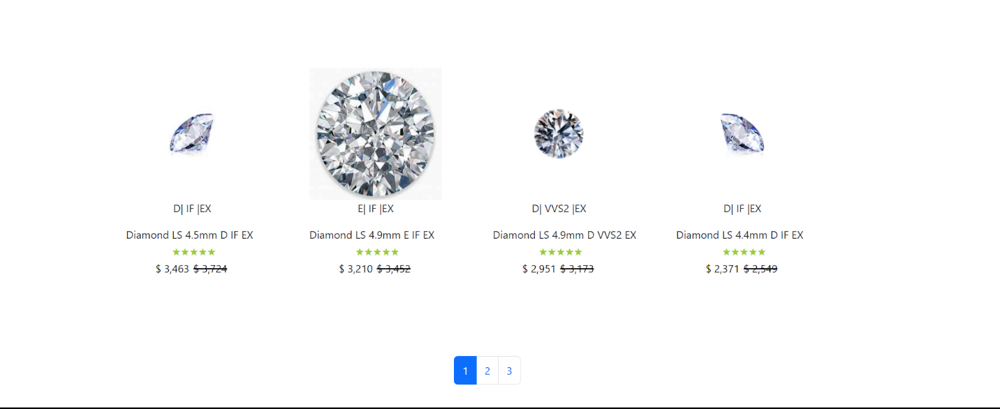 D| IF |EX
Diamond LS 4.5mm D IF EX
★★★★★
$ 3,463 $ 3,724
E| IF |EX
Diamond LS 4.9mm E IF EX
★★★★★
$ 3,210 $ 3,452
D| VVS2 |EX
Diamond LS 4.9mm D VVS2 EX
★★★★★
$ 2,951 $ 3,173
D| IF |EX
Diamond LS 4.4mm D IF EX
★★★★★
$ 2,371 $ 2,549
1 2 3